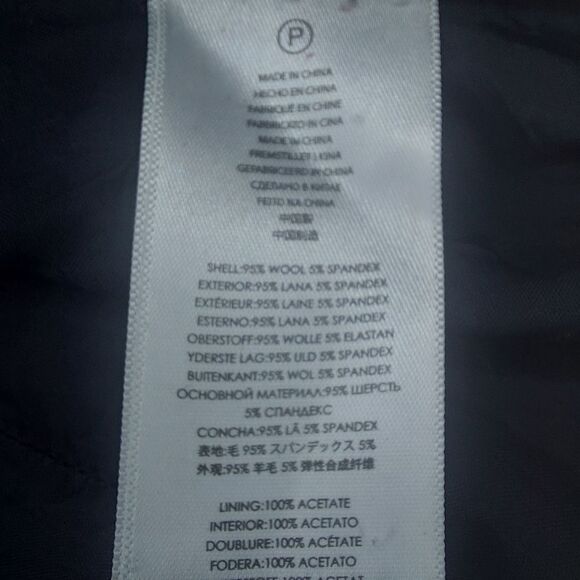 P
MADE IN CHINA
HECHO EN CHINA
FABRIQUÉ EN CHINE
FABBRICATO IN CINA
MADE IN CHINA
FREMSTILLET I KINA
GEFABRICEERD IN CHINA
СДЕЛАНО В КИТАЕ
FEITO NA CHINA
中国製
中国制造
SHELL:95% WOOL 5% SPANDEX
EXTERIOR:95% LANA 5% SPANDEX
EXTÉRIEUR:95% LAINE 5% SPANDEX
ESTERNO:95% LANA 5% SPANDEX
OBERSTOFF:95% WOLLE 5% ELASTAN
YDERSTE LAG:95% ULD 5% SPANDEX
BUITENKANT:95% WOL 5% SPANDEX
ОСНОВНОЙ МАТЕРИАЛ:95% ШЕРСТЬ
5% СПАНДЕКС
CONCHA:95% LÃ 5% SPANDEX
表地:毛 95% スパンデックス 5%
外观:95% 羊毛 5% 弹性合成纤维
LINING:100% ACETATE
INTERIOR:100% ACETATO
DOUBLURE:100% ACÉTATE
FODERA:100% ACETATO
100% ACETAT